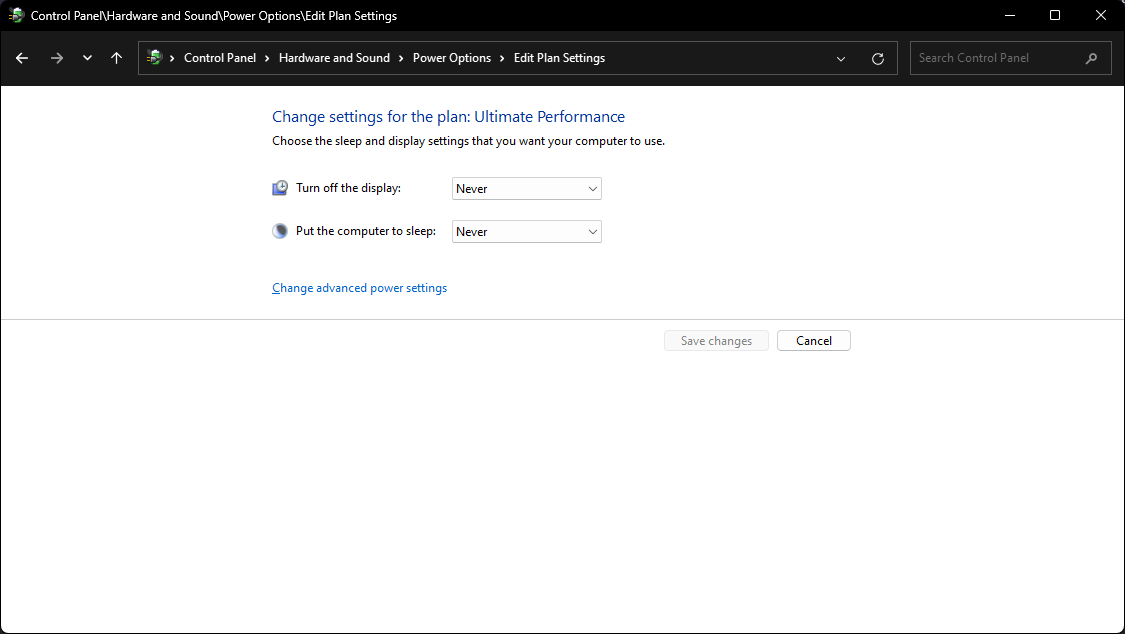 Control Panel\Hardware and Sound\Power Options\Edit Plan Settings
Control Panel > Hardware and Sound > Power Options > Edit Plan Settings
Search Control Panel
Change settings for the plan: Ultimate Performance
Choose the sleep and display settings that you want your computer to use.
Turn off the display: Never
Put the computer to sleep: Never
Change advanced power settings
Save changes Cancel